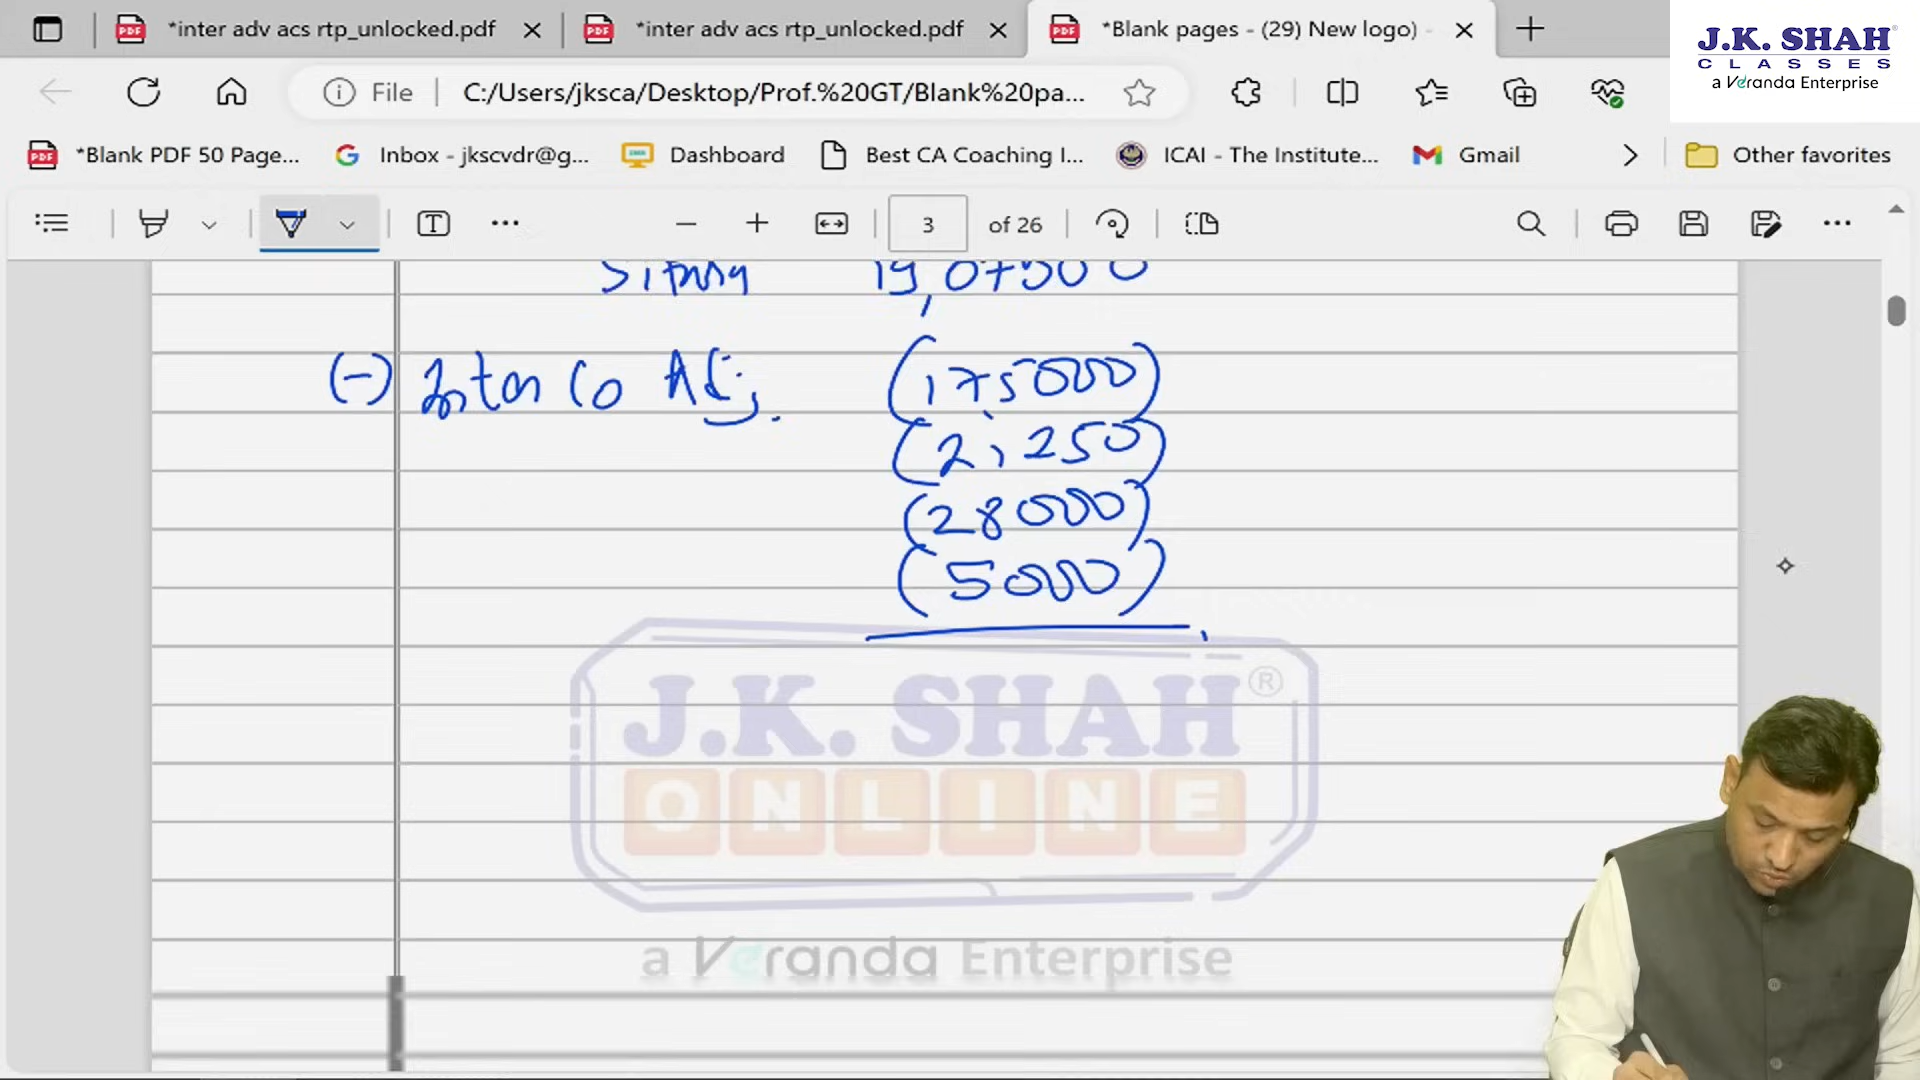 *inter adv acs rtp_unlocked.pdf
*inter adv acs rtp_unlocked.pdf
*Blank pages - (29) New logo) -
J.K. SHAH®
CLASSES
a Veranda Enterprise
File
C:/Users/jksca/Desktop/Prof.%20GT/Blank%20pa...
*Blank PDF 50 Page...
Inbox - jkscvdr@g...
Dashboard
Best CA Coaching I...
ICAI - The Institute...
Gmail
Other favorites
3 of 26
19,07500
(-) Inter Co Adj. (175000)
(2,250)
(28000)
(5000)
J.K. SHAH®
ONLINE
a Veranda Enterprise